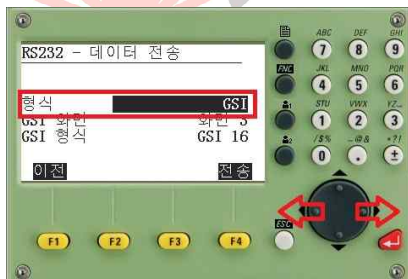 RS232 - 데이터 전송
형식 GSI
GSI 화면 화면 3
GSI 형식 GSI 16
이전 전송
F1 F2 F3 F4
FNC
ESC
ABC DEF GHI
7 8 9
JKL MNO PQR
4 5 6
STU VWX YZ_
1 2 3
/$% _@& *?!
0 . ±